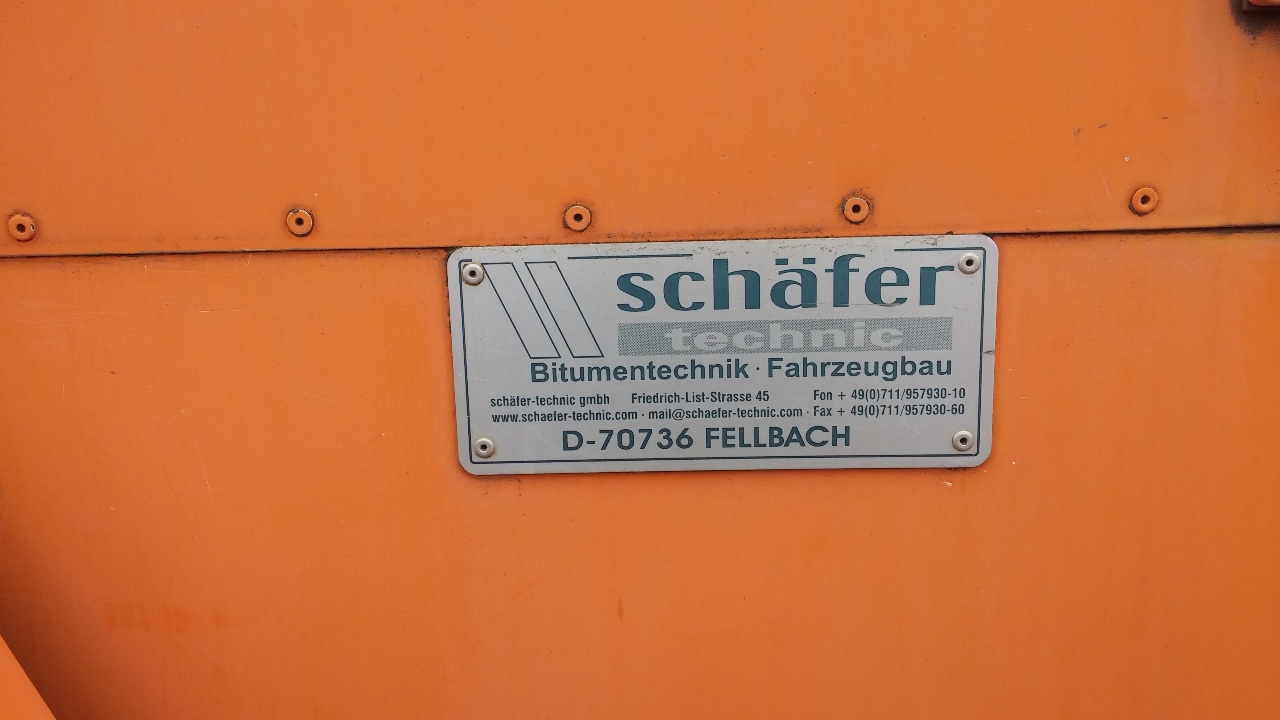 schäfer
technic
Bitumentechnik · Fahrzeugbau
schäfer-technic gmbh Friedrich-List-Strasse 45 Fon + 49(0)711/957930-10
www.schaefer-technic.com · mail@schaefer-technic.com · Fax + 49(0)711/957930-60
D-70736 FELLBACH